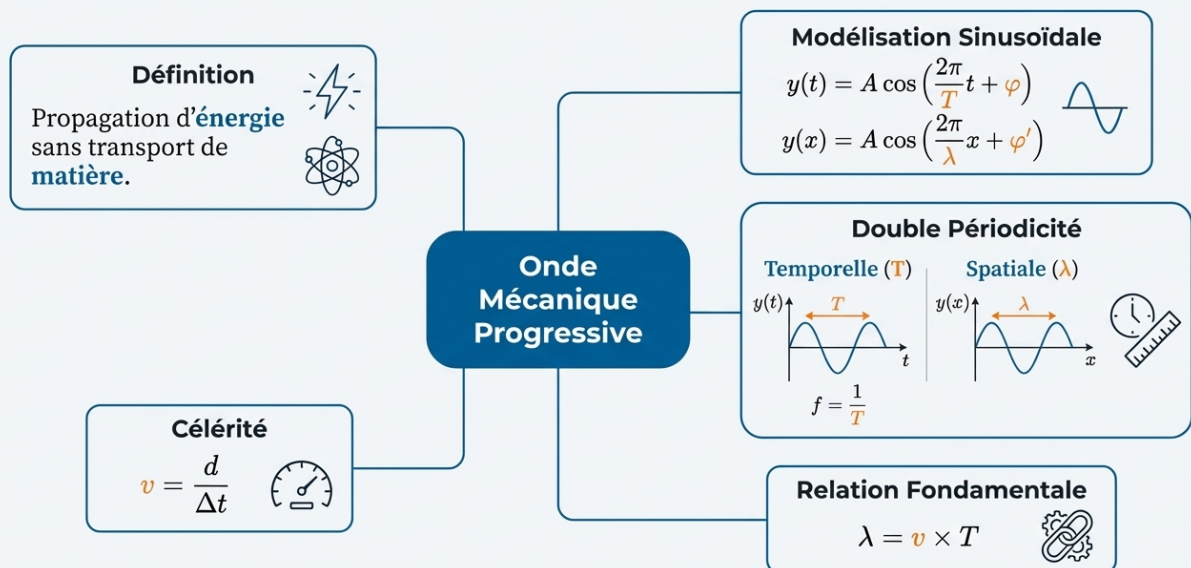 Définition
Propagation d'énergie
sans transport de
matière.
Onde
Mécanique
Progressive
Célérité
v = d/Δt
Modélisation Sinusoïdale
y(t) = A cos(2π/T t + φ)
y(x) = A cos(2π/λ x + φ')
Double Périodicité
Temporelle (T)
Spatiale (λ)
y(t)
T
t
f = 1/T
y(x)
λ
x
Relation Fondamentale
λ = v × T